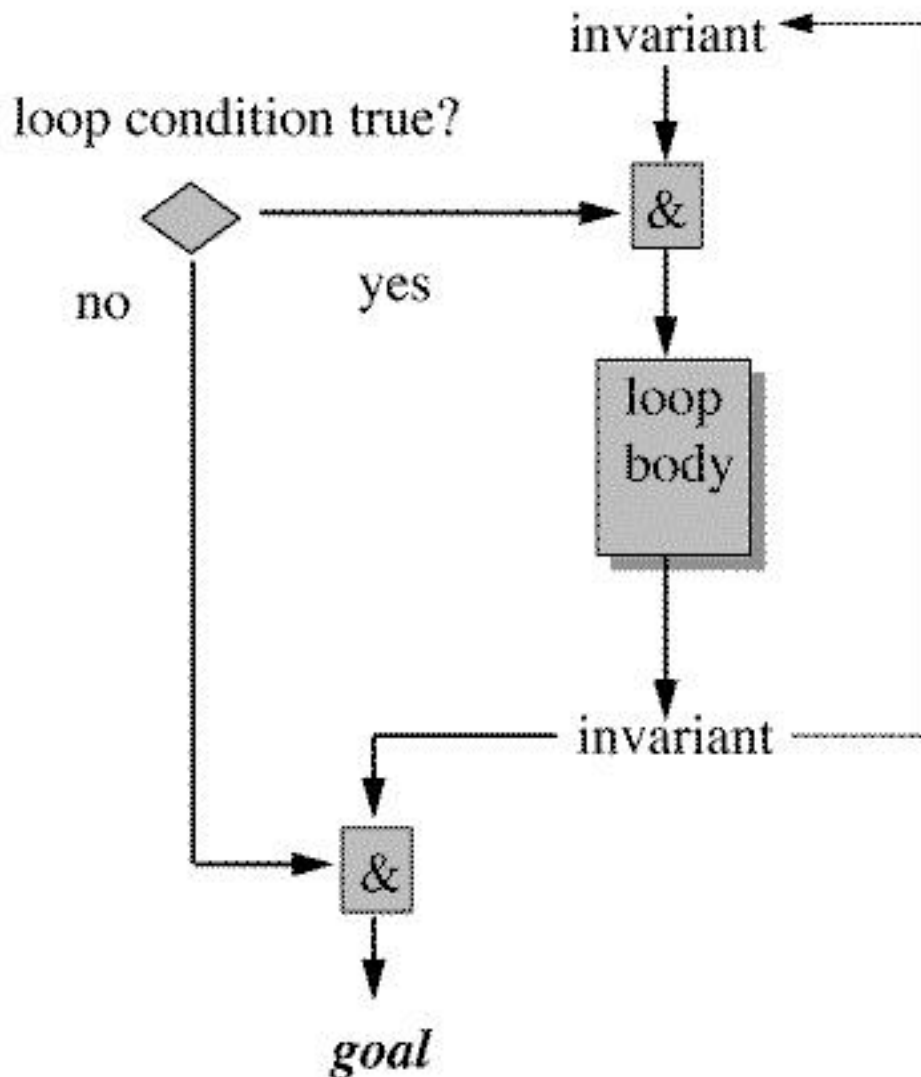 invariant
loop condition true?
&
yes
no
loop
body
invariant
&
goal